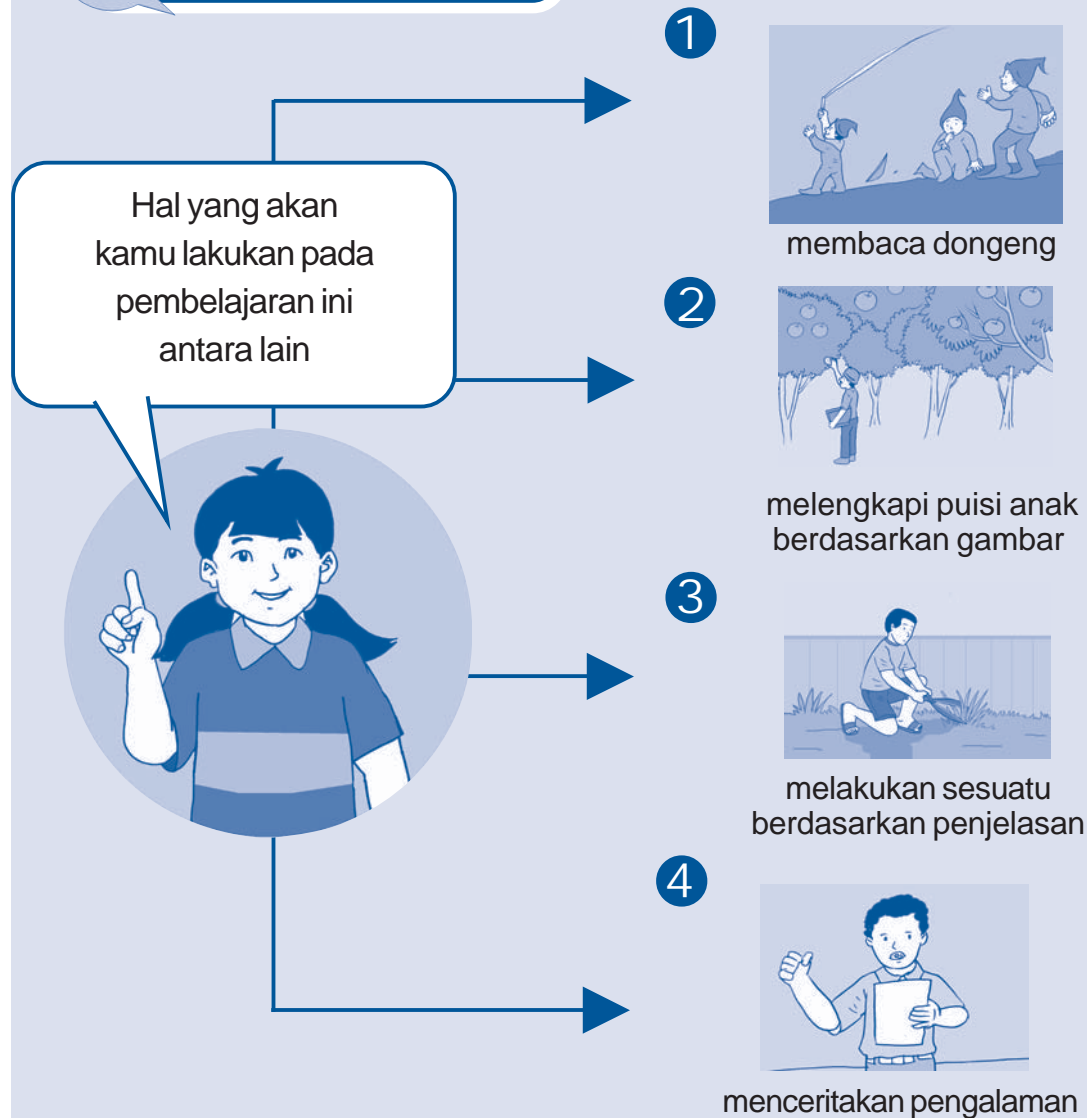 Hal yang akan
kamu lakukan pada
pembelajaran ini
antara lain
1
membaca dongeng
2
melengkapi puisi anak
berdasarkan gambar
3
melakukan sesuatu
berdasarkan penjelasan
4
menceritakan pengalaman